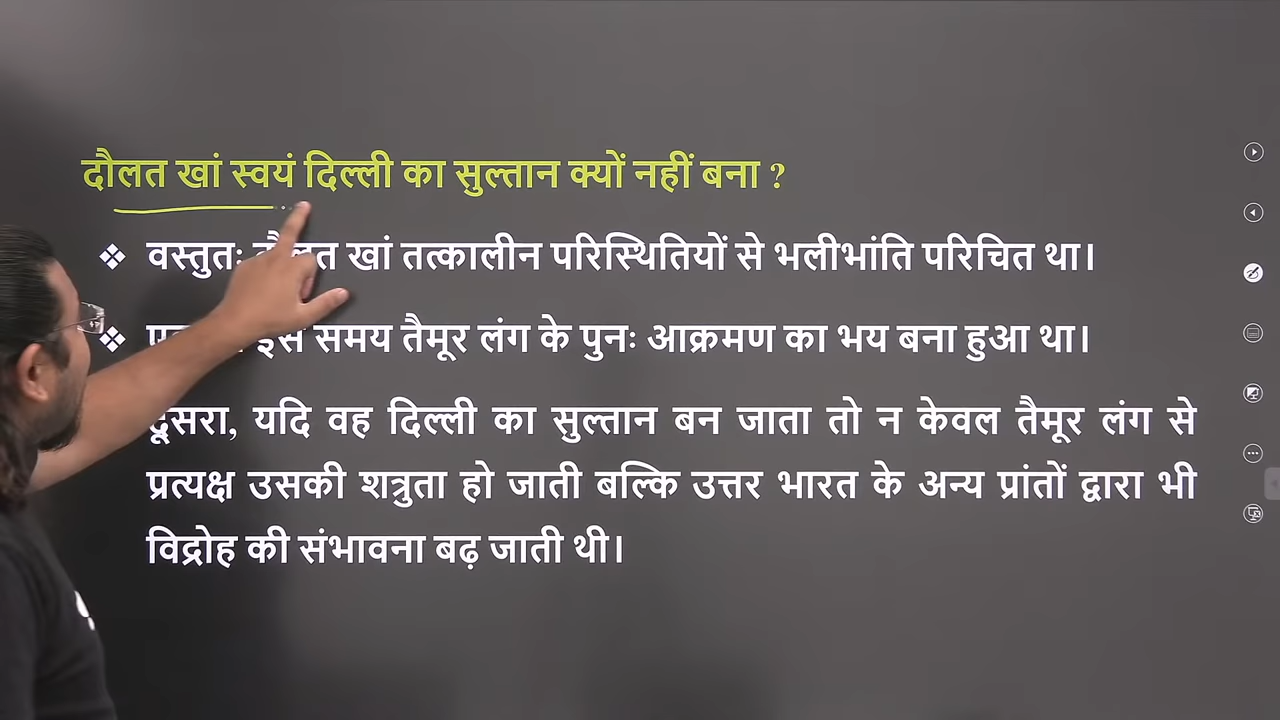 दौलत खां स्वयं दिल्ली का सुल्तान क्यों नहीं बना ?
❖ वस्तुतः दौलत खां तत्कालीन परिस्थितियों से भलीभांति परिचित था।
❖ इस समय तैमूर लंग के पुनः आक्रमण का भय बना हुआ था।
दूसरा, यदि वह दिल्ली का सुल्तान बन जाता तो न केवल तैमूर लंग से
प्रत्यक्ष उसकी शत्रुता हो जाती बल्कि उत्तर भारत के अन्य प्रांतों द्वारा भी
विद्रोह की संभावना बढ़ जाती थी।